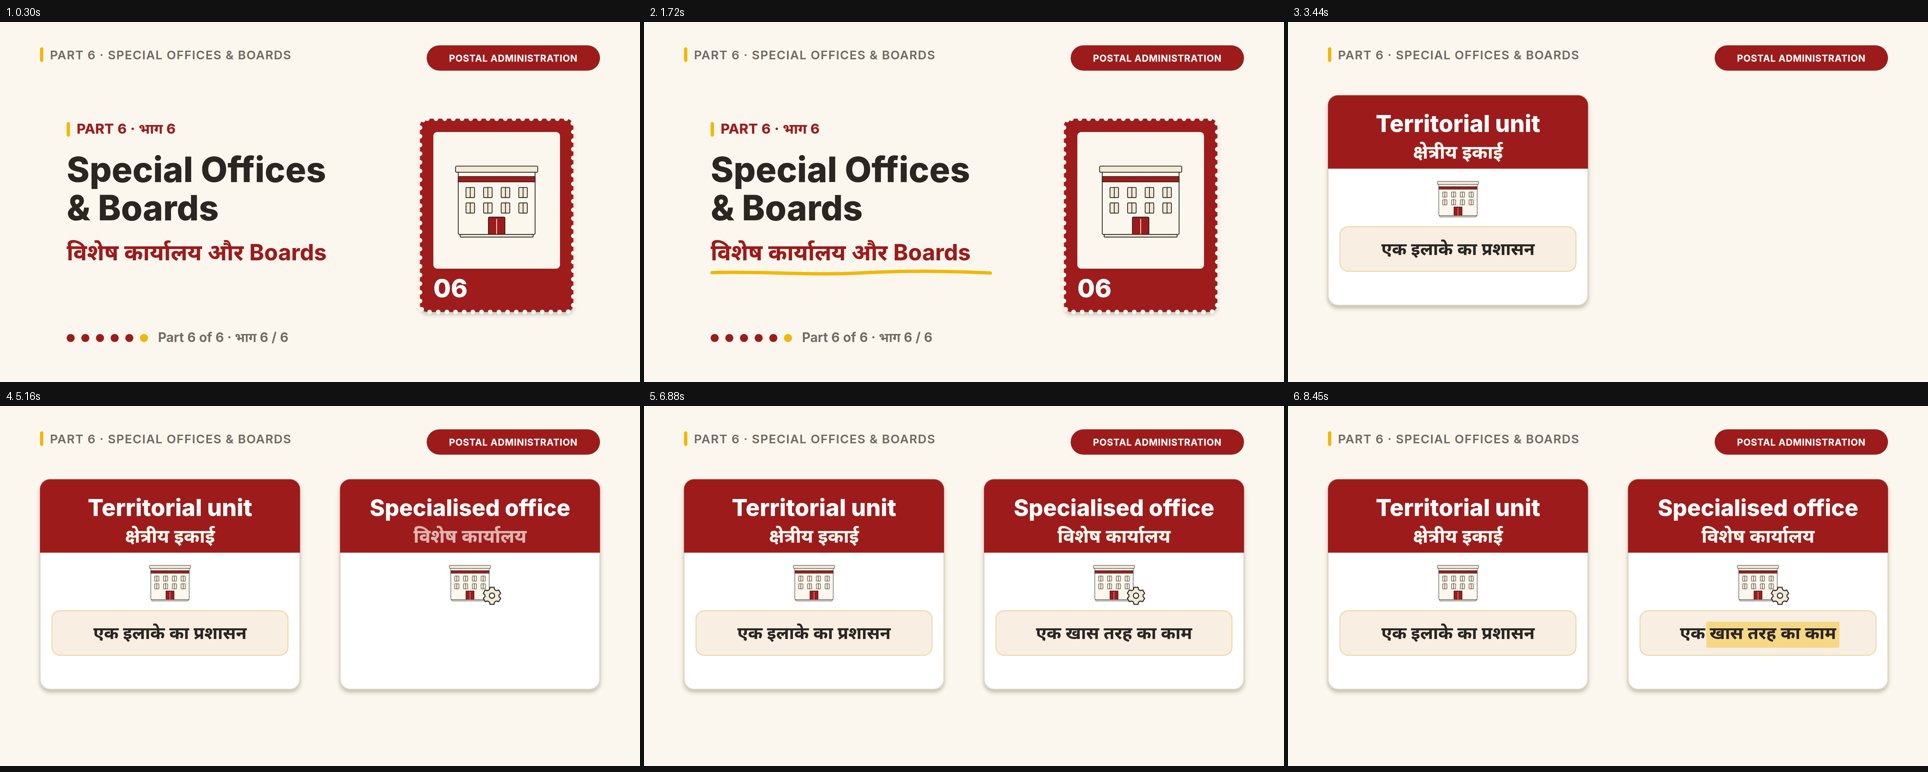 1. 0.30s
PART 6 · SPECIAL OFFICES & BOARDS
POSTAL ADMINISTRATION
PART 6 · भाग 6
Special Offices
& Boards
विशेष कार्यालय और Boards
06
Part 6 of 6 · भाग 6 / 6
2. 1.72s
PART 6 · SPECIAL OFFICES & BOARDS
POSTAL ADMINISTRATION
PART 6 · भाग 6
Special Offices
& Boards
विशेष कार्यालय और Boards
06
Part 6 of 6 · भाग 6 / 6
3. 3.44s
PART 6 · SPECIAL OFFICES & BOARDS
POSTAL ADMINISTRATION
Territorial unit
क्षेत्रीय इकाई
एक इलाके का प्रशासन
4. 5.16s
PART 6 · SPECIAL OFFICES & BOARDS
POSTAL ADMINISTRATION
Territorial unit
क्षेत्रीय इकाई
एक इलाके का प्रशासन
Specialised office
विशेष कार्यालय
5. 6.88s
PART 6 · SPECIAL OFFICES & BOARDS
POSTAL ADMINISTRATION
Territorial unit
क्षेत्रीय इकाई
एक इलाके का प्रशासन
Specialised office
विशेष कार्यालय
एक खास तरह का काम
6. 8.45s
PART 6 · SPECIAL OFFICES & BOARDS
POSTAL ADMINISTRATION
Territorial unit
क्षेत्रीय इकाई
एक इलाके का प्रशासन
Specialised office
विशेष कार्यालय
एक खास तरह का काम